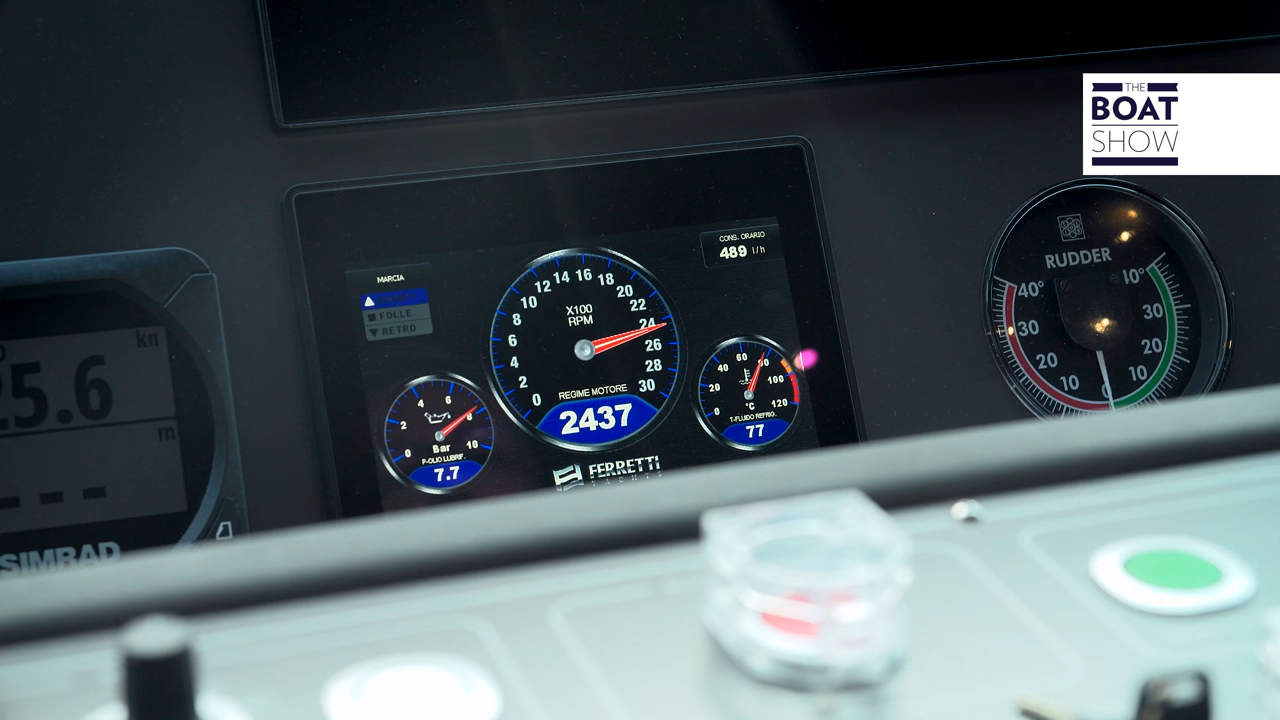 THE
BOAT
SHOW
kn
25.6
m
SIMRAD
MARCIA
FOLLE
RETRO
CONS. ORARIO
489 l/h
0 2 4 6 8 10 12 14 16 18 20 22 24 26 28 30
X100
RPM
REGIME MOTORE
2437
0 2 4 6 8 10
Bar
P-OLIO LUBRIF.
7.7
0 20 40 60 80 100 120
°C
T-FLUIDO REFRIG.
77
FERRETTI
RUDDER
40° 30 20 10 0 10 20 30 40°